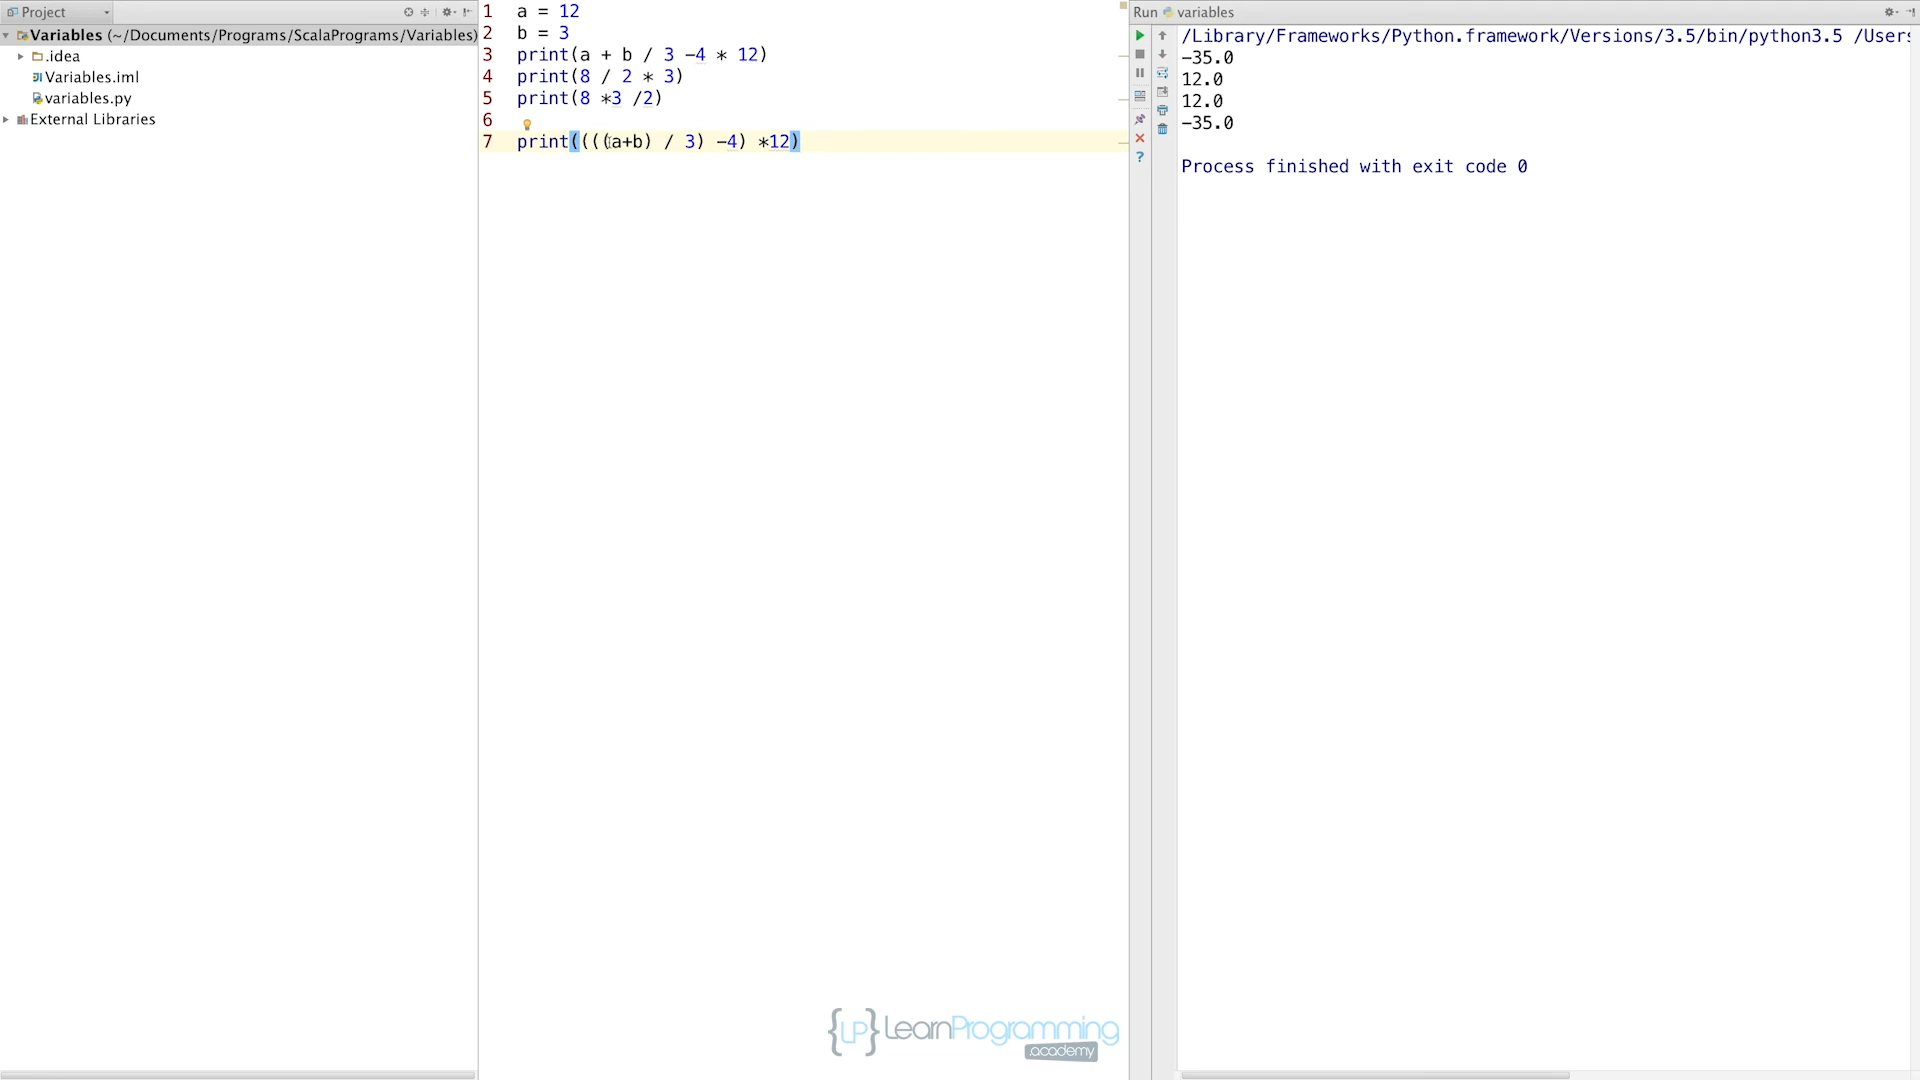 Project
Variables (~/Documents/Programs/ScalaPrograms/Variables)
.idea
Variables.iml
variables.py
External Libraries
1 a = 12
2 b = 3
3 print(a + b / 3 -4 * 12)
4 print(8 / 2 * 3)
5 print(8 *3 /2)
6
7 print((((a+b) / 3) -4) *12)
Run variables
/Library/Frameworks/Python.framework/Versions/3.5/bin/python3.5 /Users
-35.0
12.0
12.0
-35.0
Process finished with exit code 0
{LP} LearnProgramming
.academy